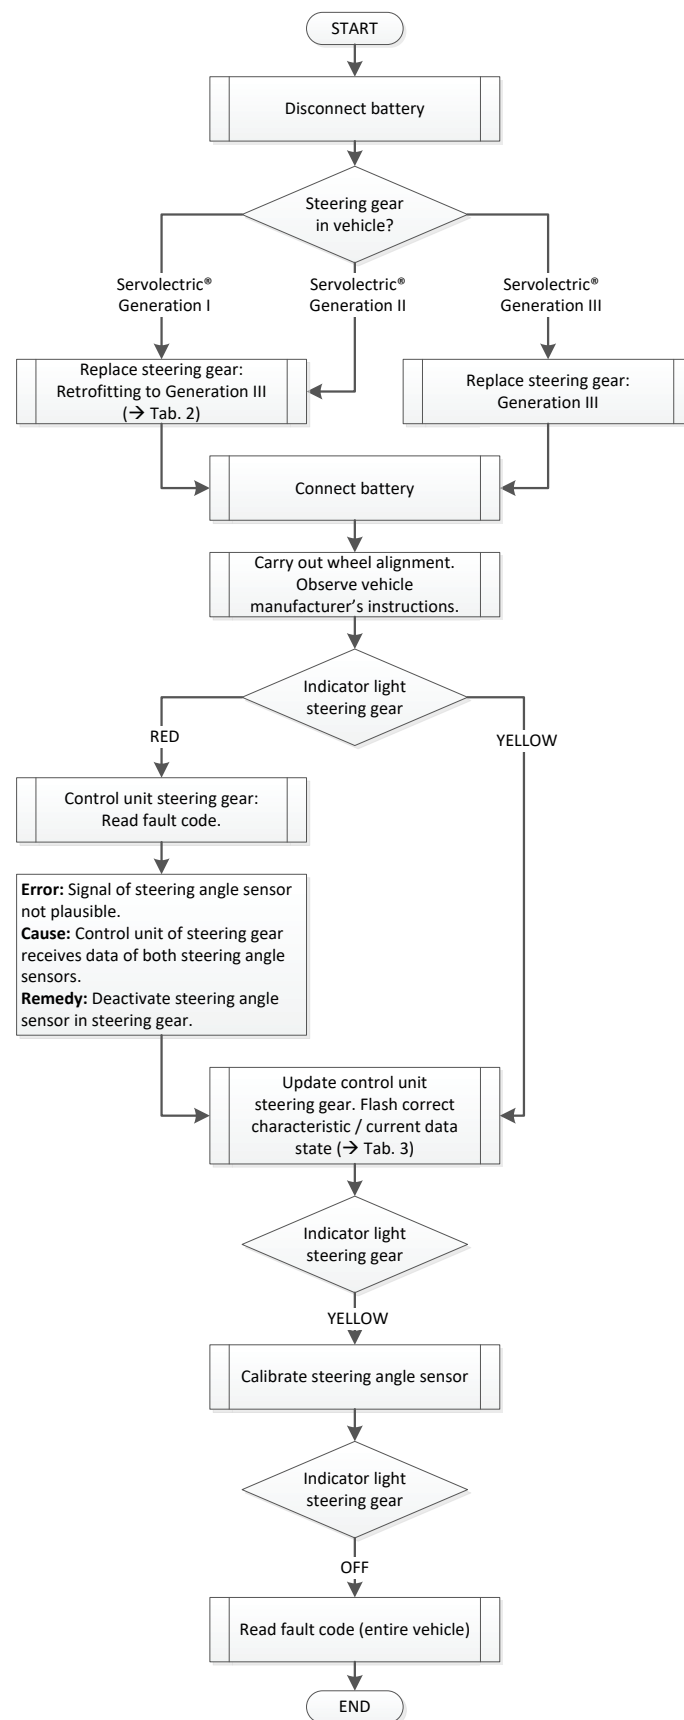 START
Disconnect battery
Steering gear
in vehicle?
Servolectric®
Generation I
Servolectric®
Generation II
Servolectric®
Generation III
Replace steering gear:
Retrofitting to Generation III
(→ Tab. 2)
Replace steering gear:
Generation III
Connect battery
Carry out wheel alignment.
Observe vehicle
manufacturer’s instructions.
Indicator light
steering gear
RED
YELLOW
Control unit steering gear:
Read fault code.
Error: Signal of steering angle sensor
not plausible.
Cause: Control unit of steering gear
receives data of both steering angle
sensors.
Remedy: Deactivate steering angle
sensor in steering gear.
Update control unit
steering gear. Flash correct
characteristic / current data
state (→ Tab. 3)
Indicator light
steering gear
YELLOW
Calibrate steering angle sensor
Indicator light
steering gear
OFF
Read fault code (entire vehicle)
END